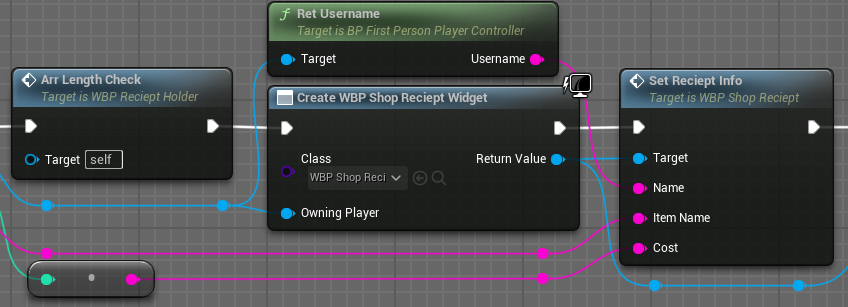 Ret Username
Target is BP First Person Player Controller
Target
Username
Arr Length Check
Target is WBP Reciept Holder
Target self
Create WBP Shop Reciept Widget
Class
WBP Shop Reci
Return Value
Owning Player
Set Reciept Info
Target is WBP Shop Reciept
Target
Name
Item Name
Cost